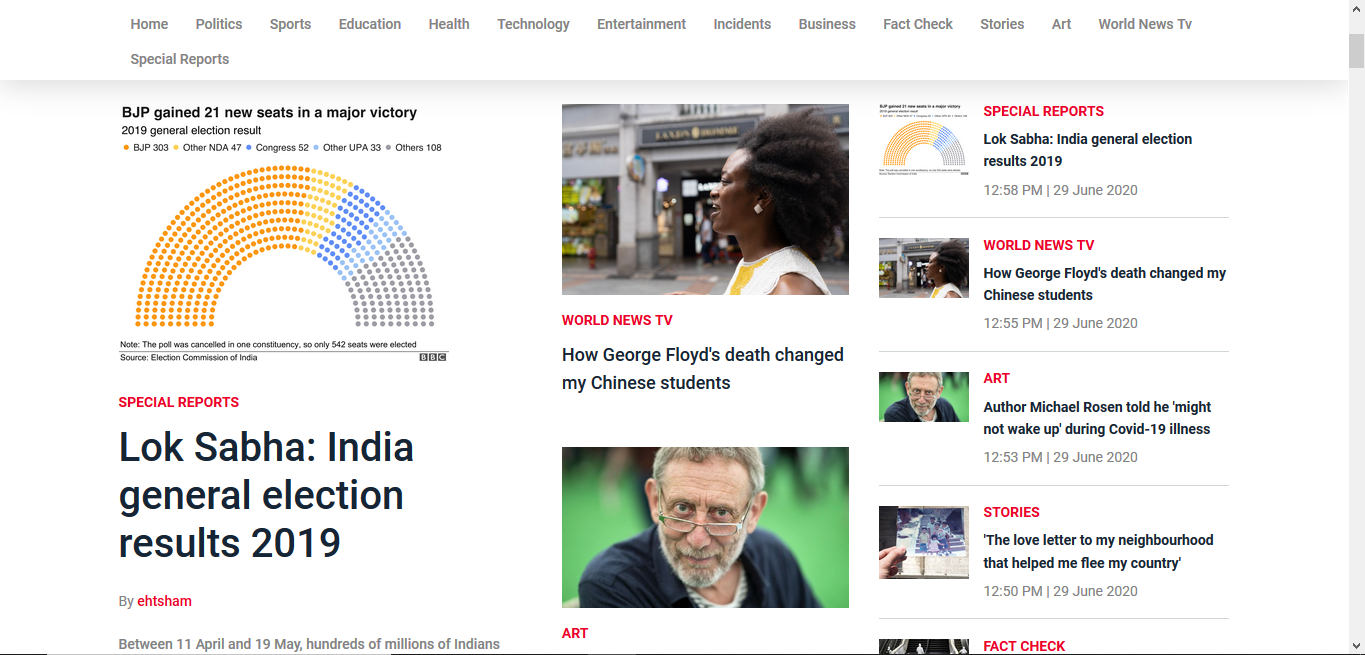 Home Politics Sports Education Health Technology Entertainment Incidents Business Fact Check Stories Art World News Tv
Special Reports
BJP gained 21 new seats in a major victory
2019 general election result
BJP 303 Other NDA 47 Congress 52 Other UPA 33 Others 108
Note: The poll was cancelled in one constituency, so only 542 seats were elected
Source: Election Commission of India
BBC
SPECIAL REPORTS
Lok Sabha: India
general election
results 2019
By ehtsham
Between 11 April and 19 May, hundreds of millions of Indians
WORLD NEWS TV
How George Floyd's death changed
my Chinese students
ART
SPECIAL REPORTS
Lok Sabha: India general election
results 2019
12:58 PM | 29 June 2020
WORLD NEWS TV
How George Floyd's death changed my
Chinese students
12:55 PM | 29 June 2020
ART
Author Michael Rosen told he 'might
not wake up' during Covid-19 illness
12:53 PM | 29 June 2020
STORIES
'The love letter to my neighbourhood
that helped me flee my country'
12:50 PM | 29 June 2020
FACT CHECK